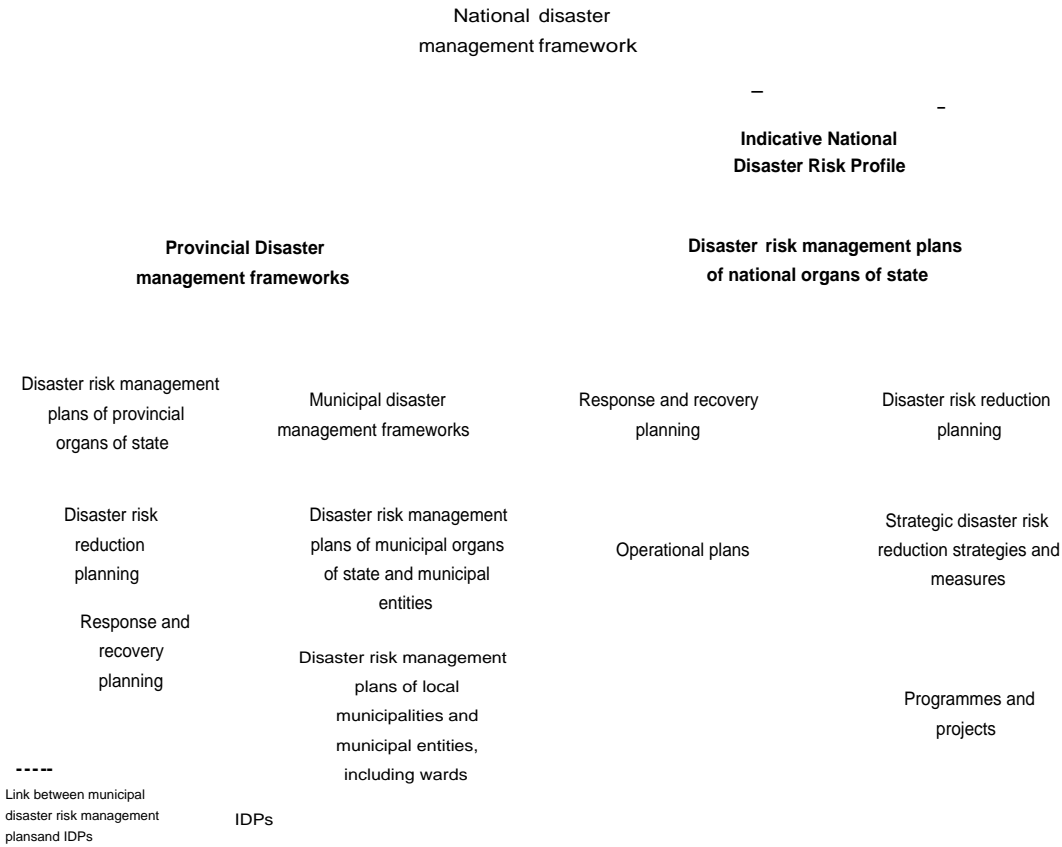 National disaster
management framework
Indicative National
Disaster Risk Profile
Provincial Disaster
management frameworks
Disaster risk management plans
of national organs of state
Disaster risk management
plans of provincial
organs of state
Municipal disaster
management frameworks
Response and recovery
planning
Disaster risk reduction
planning
Disaster risk
reduction
planning
Disaster risk management
plans of municipal organs
of state and municipal
entities
Operational plans
Strategic disaster risk
reduction strategies and
measures
Response and
recovery
planning
Disaster risk management
plans of local
municipalities and
municipal entities,
including wards
Programmes and
projects
Link between municipal
disaster risk management
plansand IDPs
IDPs